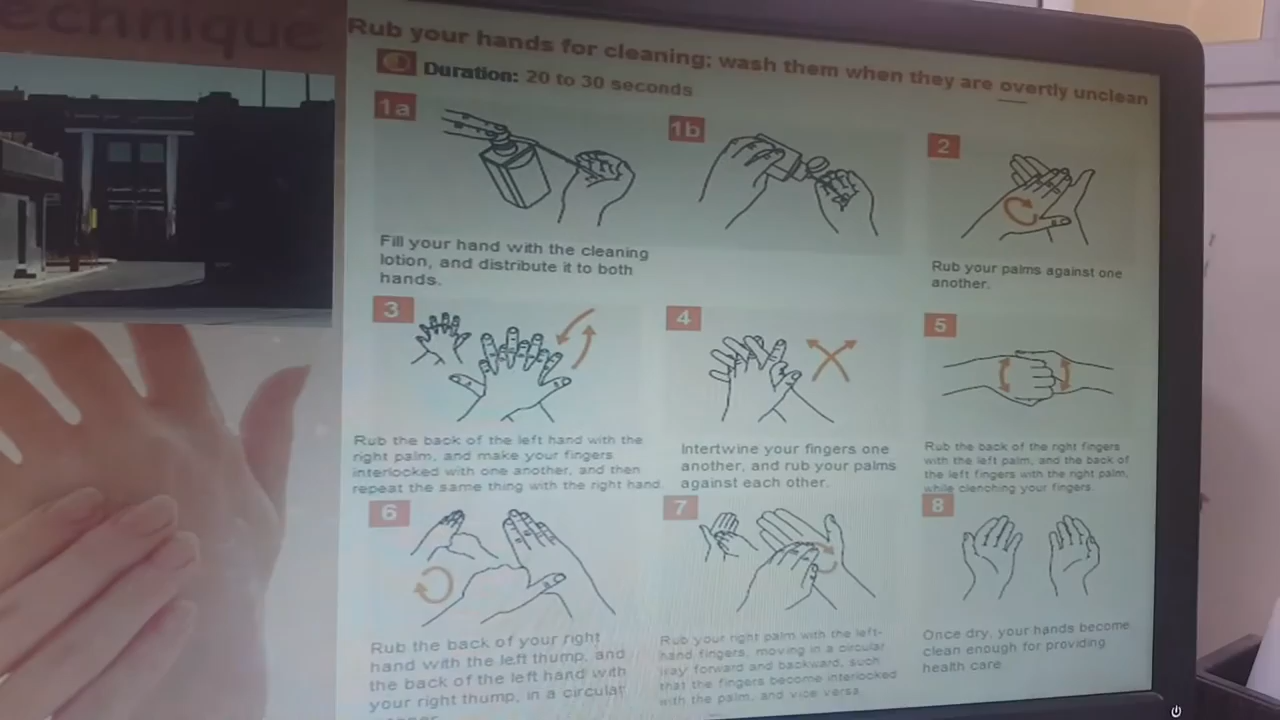 echnique
Rub your hands for cleaning; wash them when they are overtly unclean
Duration: 20 to 30 seconds
1a
1b
2
Fill your hand with the cleaning
lotion, and distribute it to both
hands.
Rub your palms against one
another.
3
4
5
Rub the back of the left hand with the
right palm, and make your fingers
interlocked with one another, and then
repeat the same thing with the right hand.
Intertwine your fingers one
another, and rub your palms
against each other.
Rub the back of the right fingers
with the left palm, and the back of
the left fingers with the right palm,
while clenching your fingers.
6
7
8
Rub the back of your right
hand with the left thump, and
the back of the left hand with
your right thump, in a circular
Rub your right palm with the left-
hand fingers, moving in a circular
way forward and backward, such
that the fingers become interlocked
with the palm, and vice versa.
Once dry, your hands become
clean enough for providing
health care